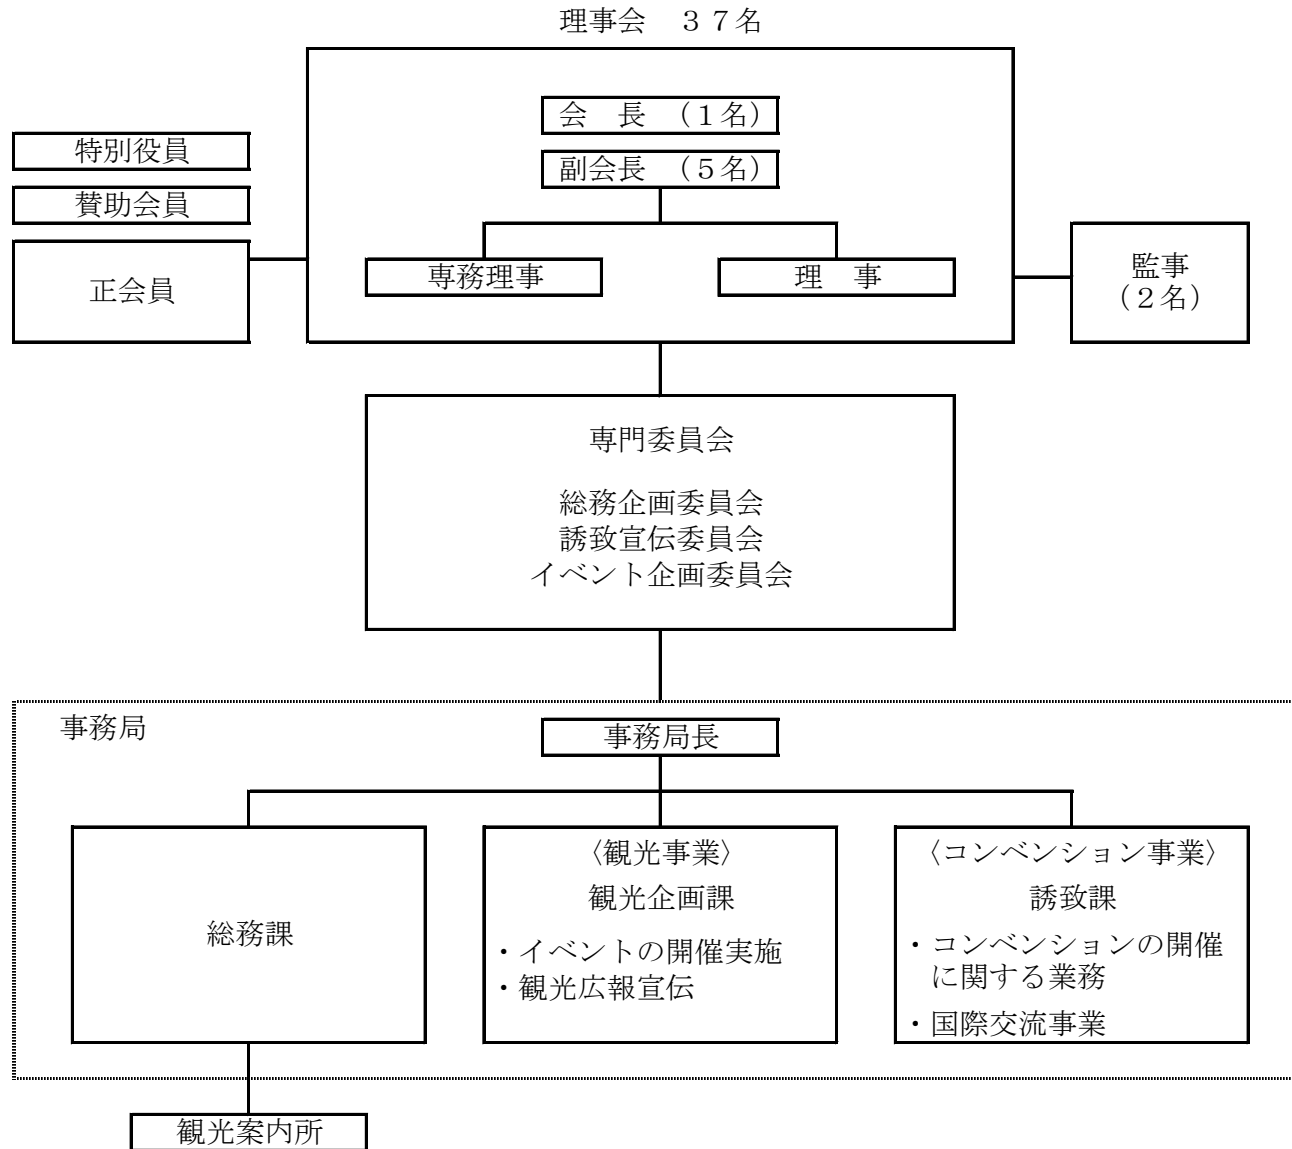 理事会　３７名
会　長　（１名）
特別役員
副会長　（５名）
賛助会員
正会員
専務理事
理　事
監事
（２名）
専門委員会
総務企画委員会
誘致宣伝委員会
イベント企画委員会
事務局
事務局長
総務課
〈観光事業〉
観光企画課
・イベントの開催実施
・観光広報宣伝
〈コンベンション事業〉
誘致課
・コンベンションの開催
に関する業務
・国際交流事業
観光案内所